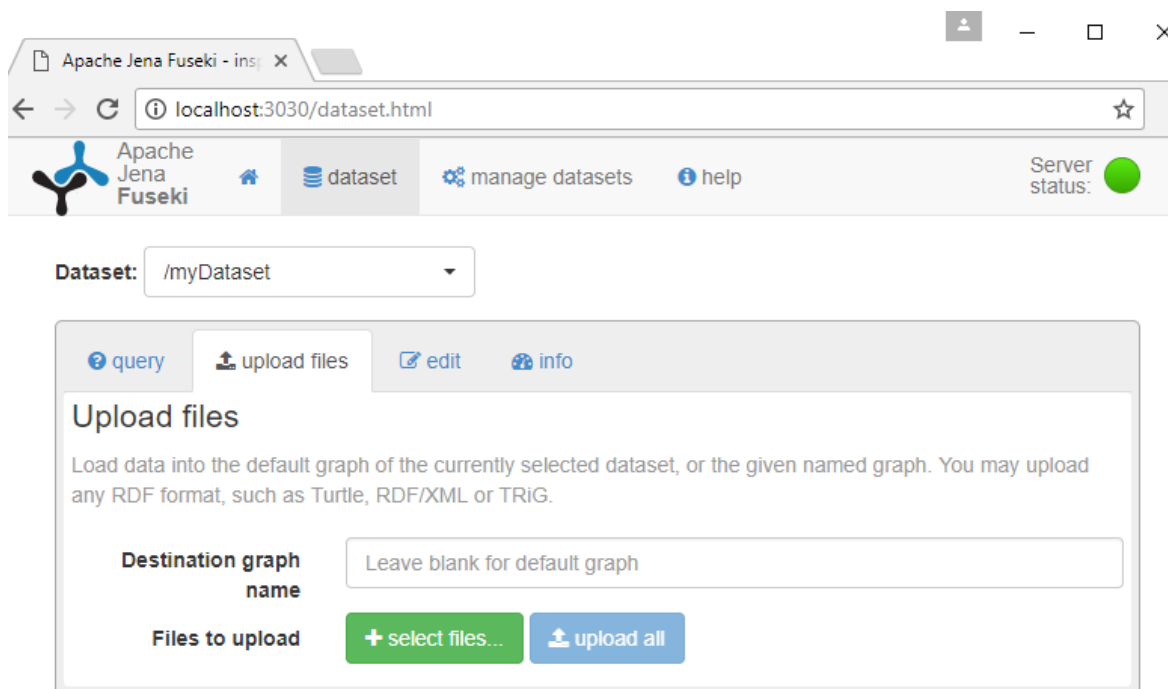 Apache Jena Fuseki - insp
localhost:3030/dataset.html
Apache
Jena
Fuseki
dataset
manage datasets
help
Server
status:
Dataset:
/myDataset
query
upload files
edit
info
Upload files
Load data into the default graph of the currently selected dataset, or the given named graph. You may upload
any RDF format, such as Turtle, RDF/XML or TRiG.
Destination graph
name
Leave blank for default graph
Files to upload
+ select files...
upload all